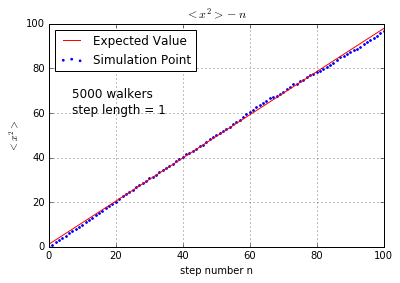 <x²> − n
100
80
60
40
20
0
<x²>
Expected Value
Simulation Point
5000 walkers
step length = 1
0 20 40 60 80 100
step number n